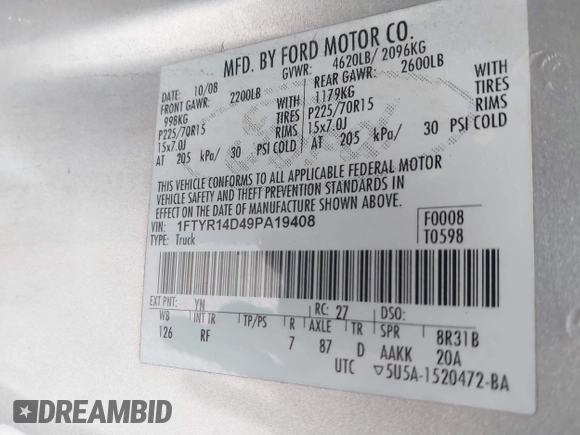 MFD. BY FORD MOTOR CO.
DATE: 10/08 GVWR: 4620LB/ 2096KG
FRONT GAWR: 2200LB REAR GAWR: 2600LB
998KG WITH 1179KG WITH
P225/70R15 TIRES P225/70R15 TIRES
15x7.0J RIMS 15x7.0J RIMS
AT 205 kPa/ 30 PSI COLD AT 205 kPa/ 30 PSI COLD
THIS VEHICLE CONFORMS TO ALL APPLICABLE FEDERAL MOTOR
VEHICLE SAFETY AND THEFT PREVENTION STANDARDS IN
EFFECT ON THE DATE OF MANUFACTURE SHOWN ABOVE.
VIN: 1FTYR14D49PA19408 F0008
TYPE: Truck T0598
EXT PNT: YN RC: 27 DSO:
WB INT TR TP/PS R AXLE TR SPR 8R31B
126 RF 7 87 D AAKK 20A
UTC ▽5U5A-1520472-BA
DREAMBID